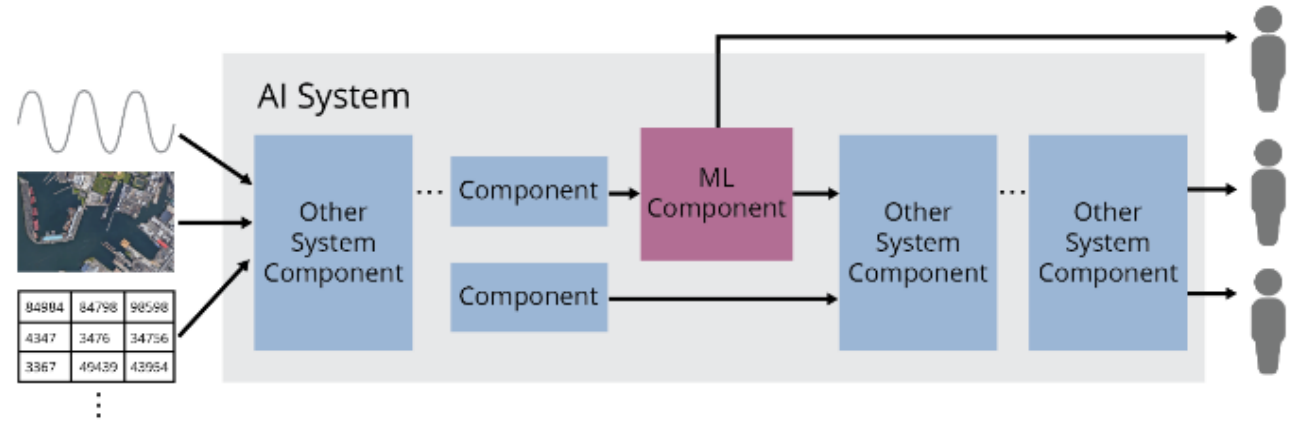 AI System
Other
System
Component
...
Component
Component
ML
Component
Other
System
Component
...
Other
System
Component
84984 84798 98598
4347 3476 34756
3367 49439 43954